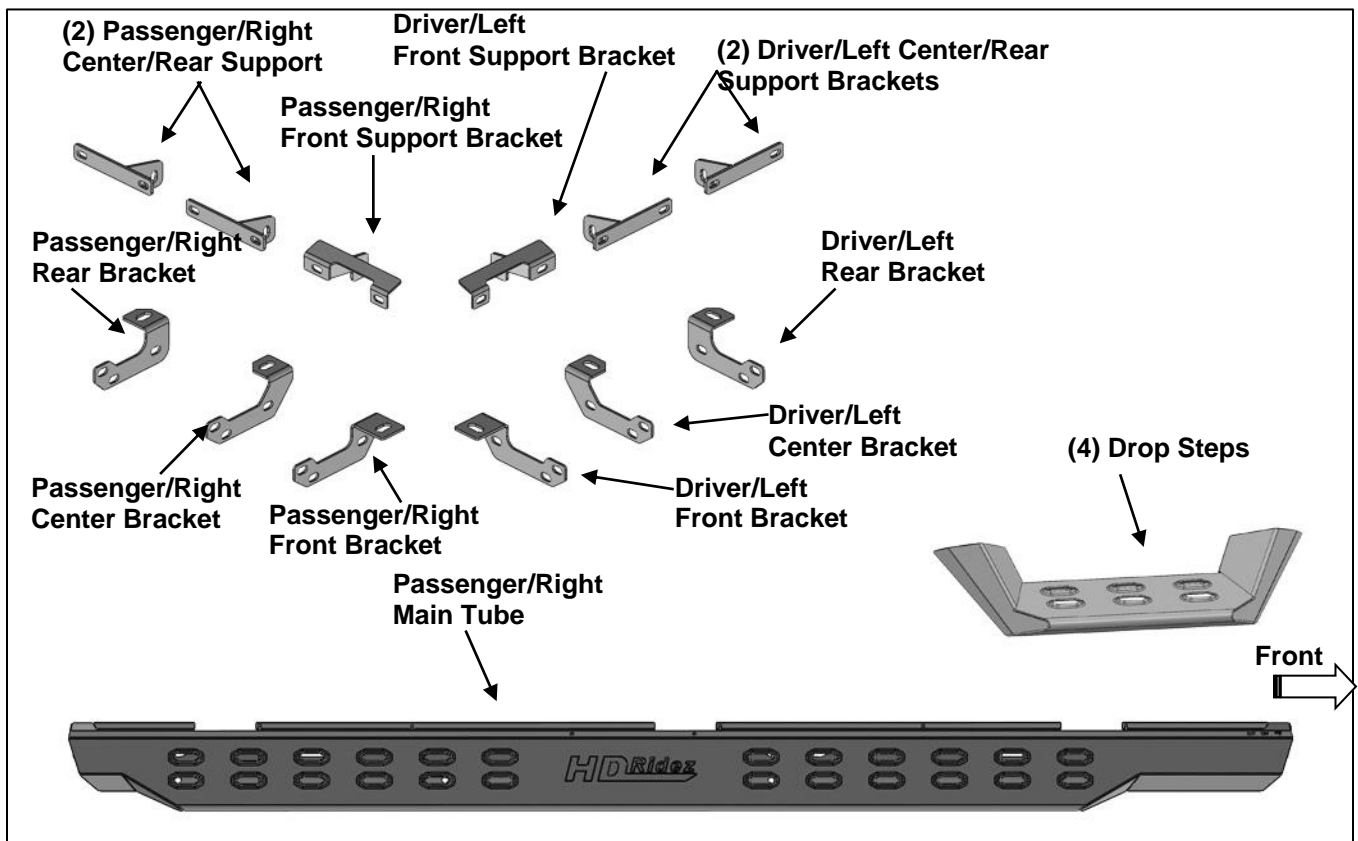 (2) Passenger/Right
Center/Rear Support
Driver/Left
Front Support Bracket
(2) Driver/Left Center/Rear
Support Brackets
Passenger/Right
Front Support Bracket
Passenger/Right
Rear Bracket
Driver/Left
Rear Bracket
Passenger/Right
Center Bracket
Passenger/Right
Front Bracket
Driver/Left
Front Bracket
Driver/Left
Center Bracket
(4) Drop Steps
Passenger/Right
Main Tube
Front
HD Ridez